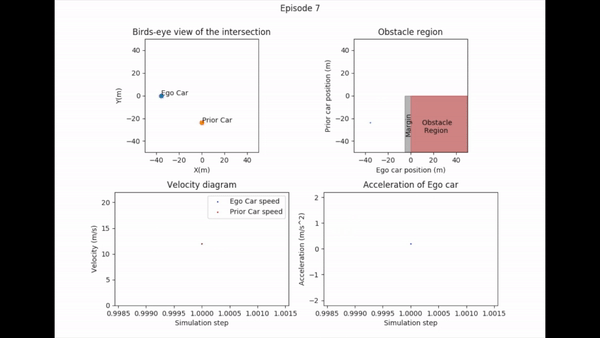 Episode 7
Birds-eye view of the intersection
40
20
0
−20
−40
Y(m)
Ego Car
Prior Car
−40 −20 0 20 40
X(m)
Obstacle region
40
20
0
−20
−40
Prior car position (m)
Margin
Obstacle
Region
−40 −20 0 20 40
Ego car position (m)
Velocity diagram
20
15
10
5
0
Velocity (m/s)
Ego Car speed
Prior Car speed
0.9985 0.9990 0.9995 1.0000 1.0005 1.0010 1.0015
Simulation step
Acceleration of Ego car
2
1
0
−1
−2
Acceleration (m/s^2)
0.9985 0.9990 0.9995 1.0000 1.0005 1.0010 1.0015
Simulation step